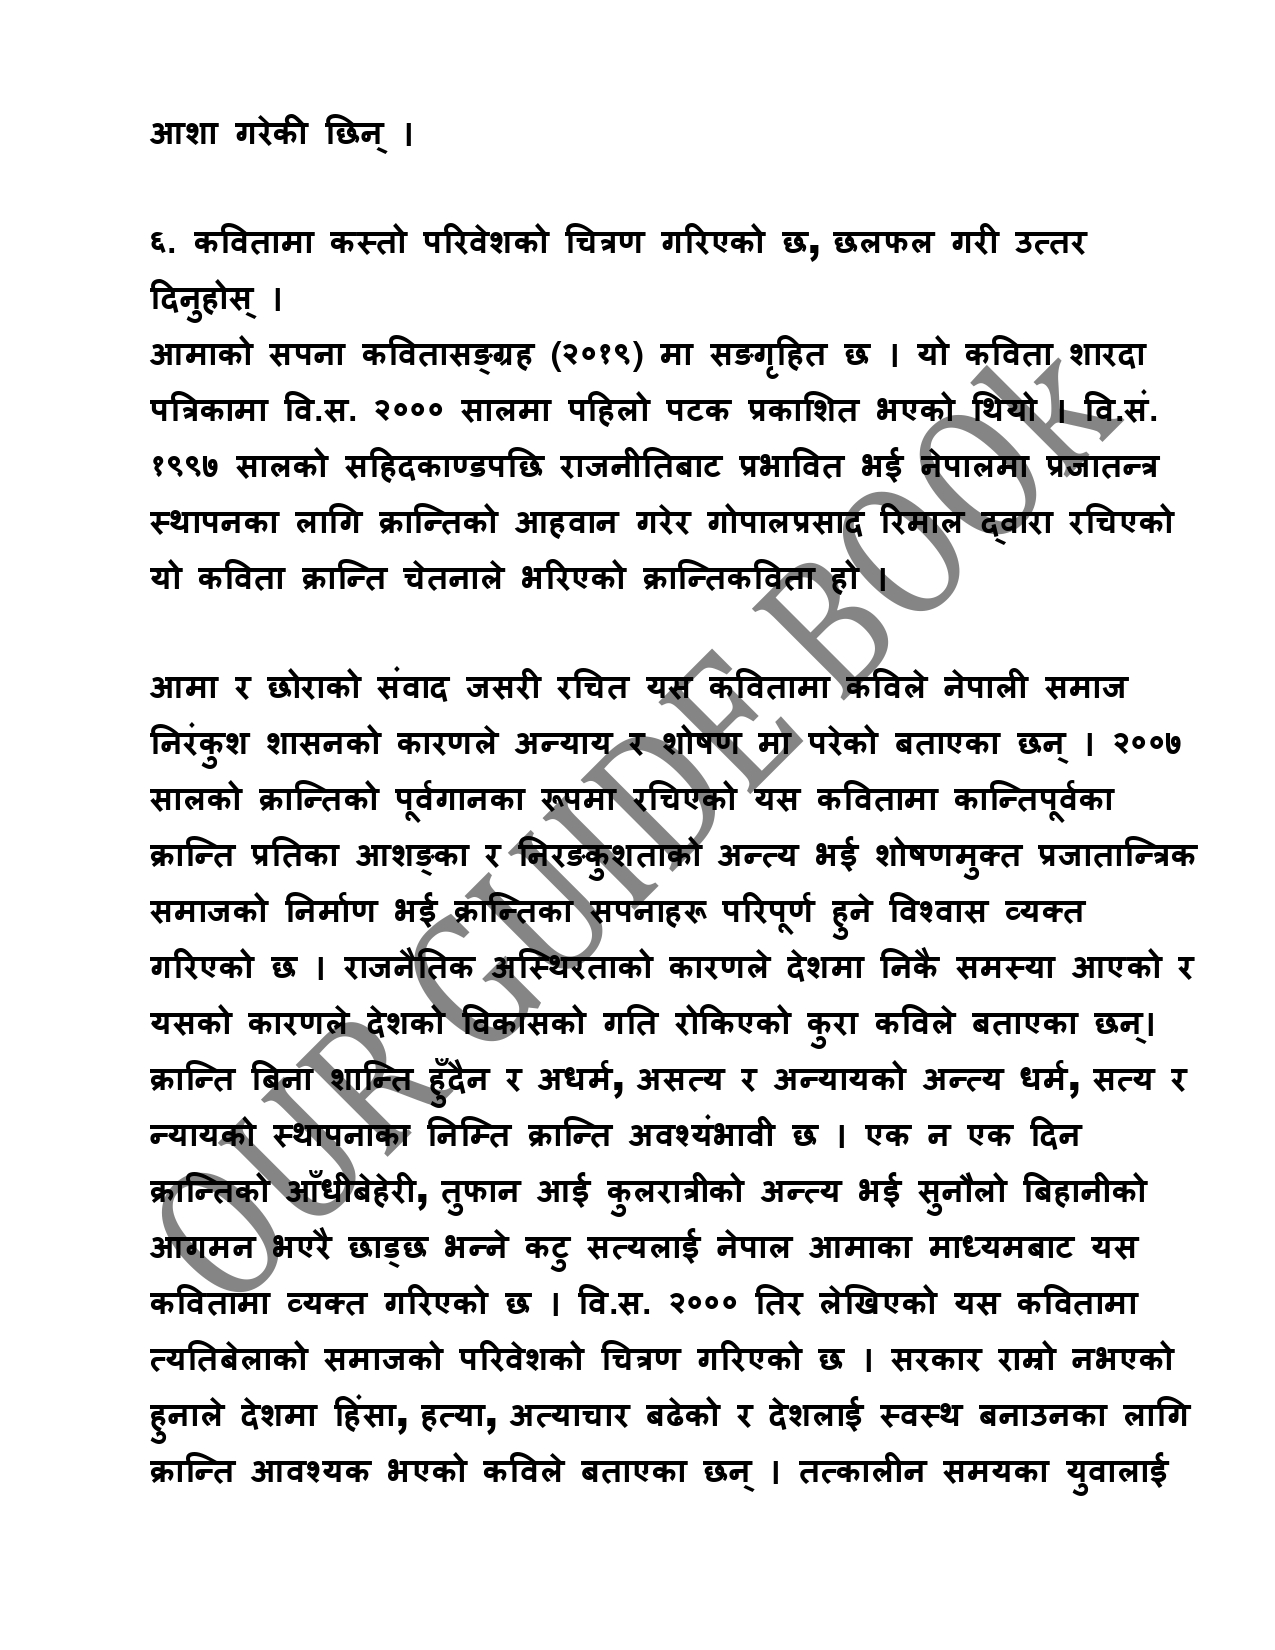 आशा गरेकी छिन् ।
६. कवितामा कस्तो परिवेशको चित्रण गरिएको छ, छलफल गरी उत्तर
दिनुहोस् ।
आमाको सपना कवितासङ्ग्रह (२०१९) मा सङगृहित छ । यो कविता शारदा
पत्रिकामा वि.स. २००० सालमा पहिलो पटक प्रकाशित भएको थियो । वि.सं.
१९९७ सालको सहिदकाण्डपछि राजनीतिबाट प्रभावित भई नेपालमा प्रजातन्त्र
स्थापनका लागि क्रान्तिको आहवान गरेर गोपालप्रसाद रिमाल द्वारा रचिएको
यो कविता क्रान्ति चेतनाले भरिएको क्रान्तिकविता हो ।
आमा र छोराको संवाद जसरी रचित यस कवितामा कविले नेपाली समाज
निरंकुश शासनको कारणले अन्याय र शोषण मा परेको बताएका छन् । २००७
सालको क्रान्तिको पूर्वगानका रूपमा रचिएको यस कवितामा कान्तिपूर्वका
क्रान्ति प्रतिका आशङ्का र निरङकुशताको अन्त्य भई शोषणमुक्त प्रजातान्त्रिक
समाजको निर्माण भई क्रान्तिका सपनाहरू परिपूर्ण हुने विश्वास व्यक्त
गरिएको छ । राजनैतिक अस्थिरताको कारणले देशमा निकै समस्या आएको र
यसको कारणले देशको विकासको गति रोकिएको कुरा कविले बताएका छन्।
क्रान्ति बिना शान्ति हुँदैन र अधर्म, असत्य र अन्यायको अन्त्य धर्म, सत्य र
न्यायको स्थापनाका निम्ति क्रान्ति अवश्यंभावी छ । एक न एक दिन
क्रान्तिको आँधीबेहेरी, तुफान आई कुलरात्रीको अन्त्य भई सुनौलो बिहानीको
आगमन भएरै छाड्छ भन्ने कटु सत्यलाई नेपाल आमाका माध्यमबाट यस
कवितामा व्यक्त गरिएको छ । वि.स. २००० तिर लेखिएको यस कवितामा
त्यतिबेलाको समाजको परिवेशको चित्रण गरिएको छ । सरकार राम्रो नभएको
हुनाले देशमा हिंसा, हत्या, अत्याचार बढेको र देशलाई स्वस्थ बनाउनका लागि
क्रान्ति आवश्यक भएको कविले बताएका छन् । तत्कालीन समयका युवालाई
OUR GUIDE BOOK